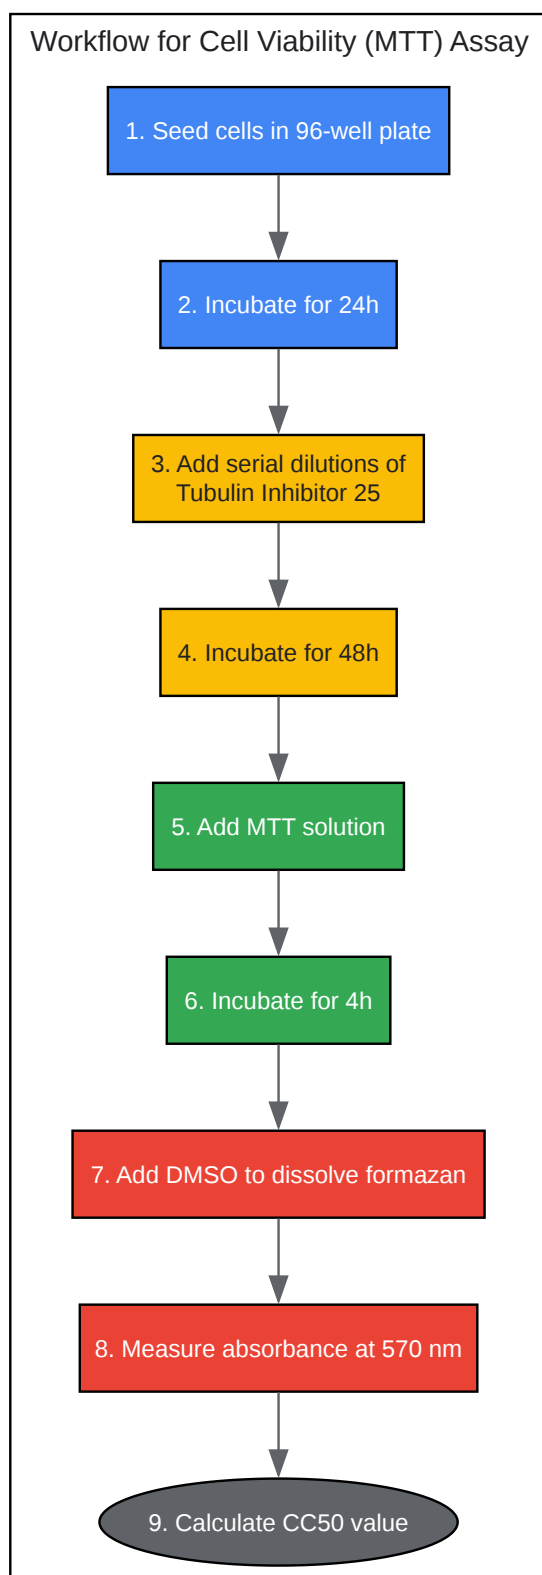 Workflow for Cell Viability (MTT) Assay
1. Seed cells in 96-well plate
2. Incubate for 24h
3. Add serial dilutions of
Tubulin Inhibitor 25
4. Incubate for 48h
5. Add MTT solution
6. Incubate for 4h
7. Add DMSO to dissolve formazan
8. Measure absorbance at 570 nm
9. Calculate CC50 value